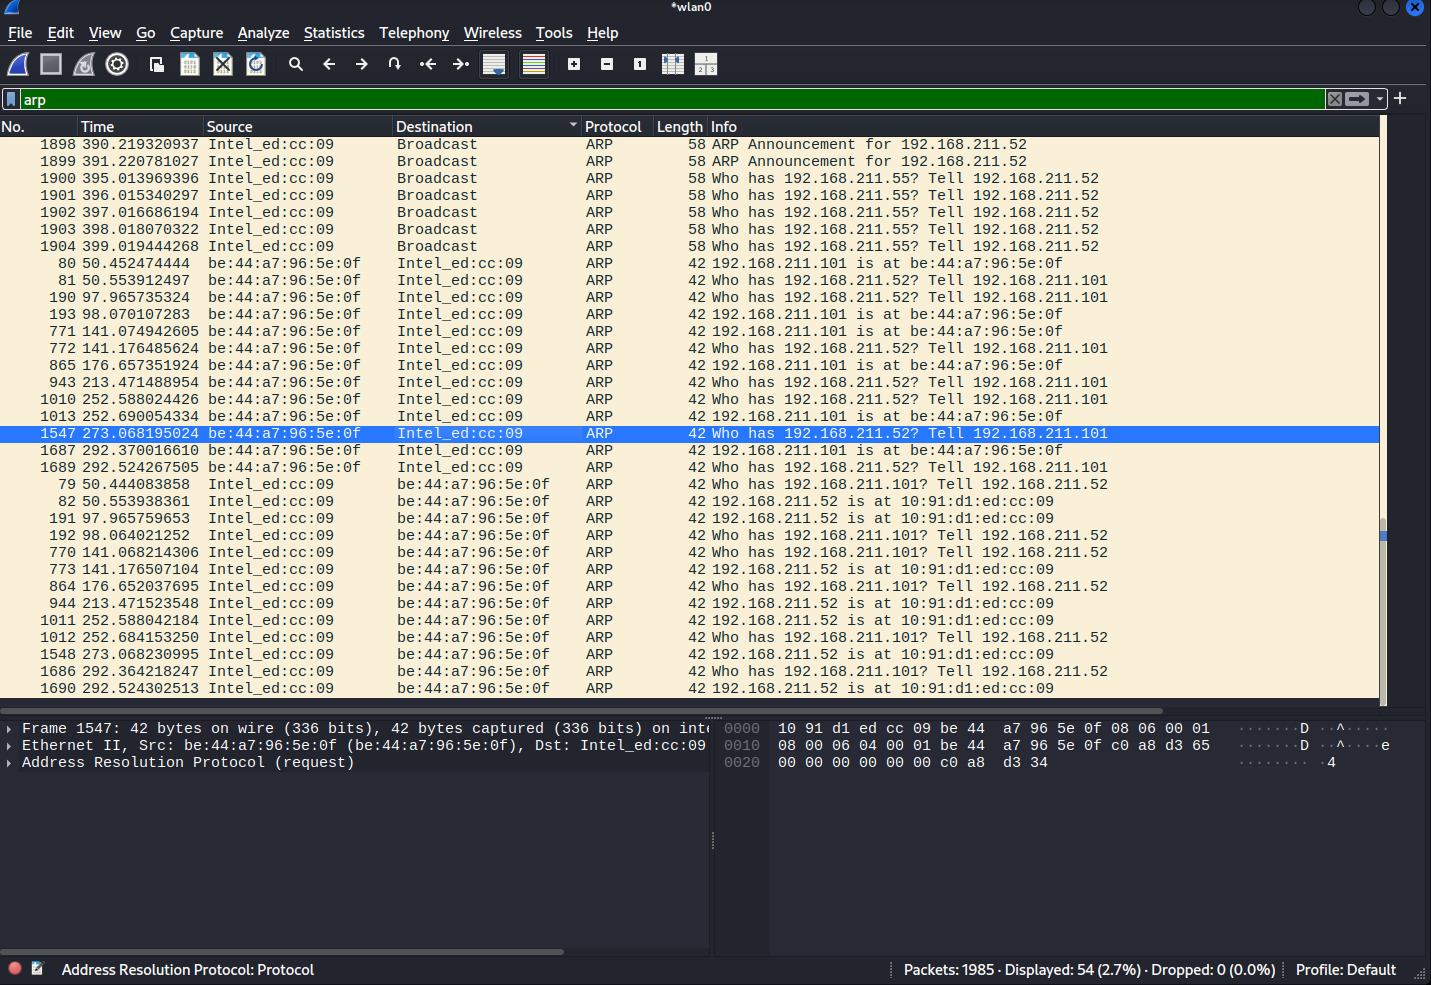 *wlan0
File Edit View Go Capture Analyze Statistics Telephony Wireless Tools Help
arp
No. Time Source Destination Protocol Length Info
1898 390.219320937 Intel_ed:cc:09 Broadcast ARP 58 ARP Announcement for 192.168.211.52
1899 391.220781027 Intel_ed:cc:09 Broadcast ARP 58 ARP Announcement for 192.168.211.52
1900 395.013969396 Intel_ed:cc:09 Broadcast ARP 58 Who has 192.168.211.55? Tell 192.168.211.52
1901 396.015340297 Intel_ed:cc:09 Broadcast ARP 58 Who has 192.168.211.55? Tell 192.168.211.52
1902 397.016686194 Intel_ed:cc:09 Broadcast ARP 58 Who has 192.168.211.55? Tell 192.168.211.52
1903 398.018070322 Intel_ed:cc:09 Broadcast ARP 58 Who has 192.168.211.55? Tell 192.168.211.52
1904 399.019444268 Intel_ed:cc:09 Broadcast ARP 58 Who has 192.168.211.55? Tell 192.168.211.52
80 50.452474444 be:44:a7:96:5e:0f Intel_ed:cc:09 ARP 42 192.168.211.101 is at be:44:a7:96:5e:0f
81 50.553912497 be:44:a7:96:5e:0f Intel_ed:cc:09 ARP 42 Who has 192.168.211.52? Tell 192.168.211.101
190 97.965735324 be:44:a7:96:5e:0f Intel_ed:cc:09 ARP 42 Who has 192.168.211.52? Tell 192.168.211.101
193 98.070107283 be:44:a7:96:5e:0f Intel_ed:cc:09 ARP 42 192.168.211.101 is at be:44:a7:96:5e:0f
771 141.074942605 be:44:a7:96:5e:0f Intel_ed:cc:09 ARP 42 192.168.211.101 is at be:44:a7:96:5e:0f
772 141.176485624 be:44:a7:96:5e:0f Intel_ed:cc:09 ARP 42 Who has 192.168.211.52? Tell 192.168.211.101
865 176.657351924 be:44:a7:96:5e:0f Intel_ed:cc:09 ARP 42 192.168.211.101 is at be:44:a7:96:5e:0f
943 213.471488954 be:44:a7:96:5e:0f Intel_ed:cc:09 ARP 42 Who has 192.168.211.52? Tell 192.168.211.101
1010 252.588024426 be:44:a7:96:5e:0f Intel_ed:cc:09 ARP 42 Who has 192.168.211.52? Tell 192.168.211.101
1013 252.690054334 be:44:a7:96:5e:0f Intel_ed:cc:09 ARP 42 192.168.211.101 is at be:44:a7:96:5e:0f
1547 273.068195024 be:44:a7:96:5e:0f Intel_ed:cc:09 ARP 42 Who has 192.168.211.52? Tell 192.168.211.101
1687 292.370016610 be:44:a7:96:5e:0f Intel_ed:cc:09 ARP 42 192.168.211.101 is at be:44:a7:96:5e:0f
1689 292.524267505 be:44:a7:96:5e:0f Intel_ed:cc:09 ARP 42 Who has 192.168.211.52? Tell 192.168.211.101
79 50.444083858 Intel_ed:cc:09 be:44:a7:96:5e:0f ARP 42 Who has 192.168.211.101? Tell 192.168.211.52
82 50.553938361 Intel_ed:cc:09 be:44:a7:96:5e:0f ARP 42 192.168.211.52 is at 10:91:d1:ed:cc:09
191 97.965759653 Intel_ed:cc:09 be:44:a7:96:5e:0f ARP 42 192.168.211.52 is at 10:91:d1:ed:cc:09
192 98.064021252 Intel_ed:cc:09 be:44:a7:96:5e:0f ARP 42 Who has 192.168.211.101? Tell 192.168.211.52
770 141.068214306 Intel_ed:cc:09 be:44:a7:96:5e:0f ARP 42 Who has 192.168.211.101? Tell 192.168.211.52
773 141.176507104 Intel_ed:cc:09 be:44:a7:96:5e:0f ARP 42 192.168.211.52 is at 10:91:d1:ed:cc:09
864 176.652037695 Intel_ed:cc:09 be:44:a7:96:5e:0f ARP 42 Who has 192.168.211.101? Tell 192.168.211.52
944 213.471523548 Intel_ed:cc:09 be:44:a7:96:5e:0f ARP 42 192.168.211.52 is at 10:91:d1:ed:cc:09
1011 252.588042184 Intel_ed:cc:09 be:44:a7:96:5e:0f ARP 42 192.168.211.52 is at 10:91:d1:ed:cc:09
1012 252.684153250 Intel_ed:cc:09 be:44:a7:96:5e:0f ARP 42 Who has 192.168.211.101? Tell 192.168.211.52
1548 273.068230995 Intel_ed:cc:09 be:44:a7:96:5e:0f ARP 42 192.168.211.52 is at 10:91:d1:ed:cc:09
1686 292.364218247 Intel_ed:cc:09 be:44:a7:96:5e:0f ARP 42 Who has 192.168.211.101? Tell 192.168.211.52
1690 292.524302513 Intel_ed:cc:09 be:44:a7:96:5e:0f ARP 42 192.168.211.52 is at 10:91:d1:ed:cc:09
Frame 1547: 42 bytes on wire (336 bits), 42 bytes captured (336 bits) on inte
Ethernet II, Src: be:44:a7:96:5e:0f (be:44:a7:96:5e:0f), Dst: Intel_ed:cc:09
Address Resolution Protocol (request)
0000 10 91 d1 ed cc 09 be 44 a7 96 5e 0f 08 06 00 01 ·······D ··^·····
0010 08 00 06 04 00 01 be 44 a7 96 5e 0f c0 a8 d3 65 ·······D ··^····e
0020 00 00 00 00 00 00 c0 a8 d3 34 ········ ·4
Address Resolution Protocol: Protocol
Packets: 1985 · Displayed: 54 (2.7%) · Dropped: 0 (0.0%)
Profile: Default